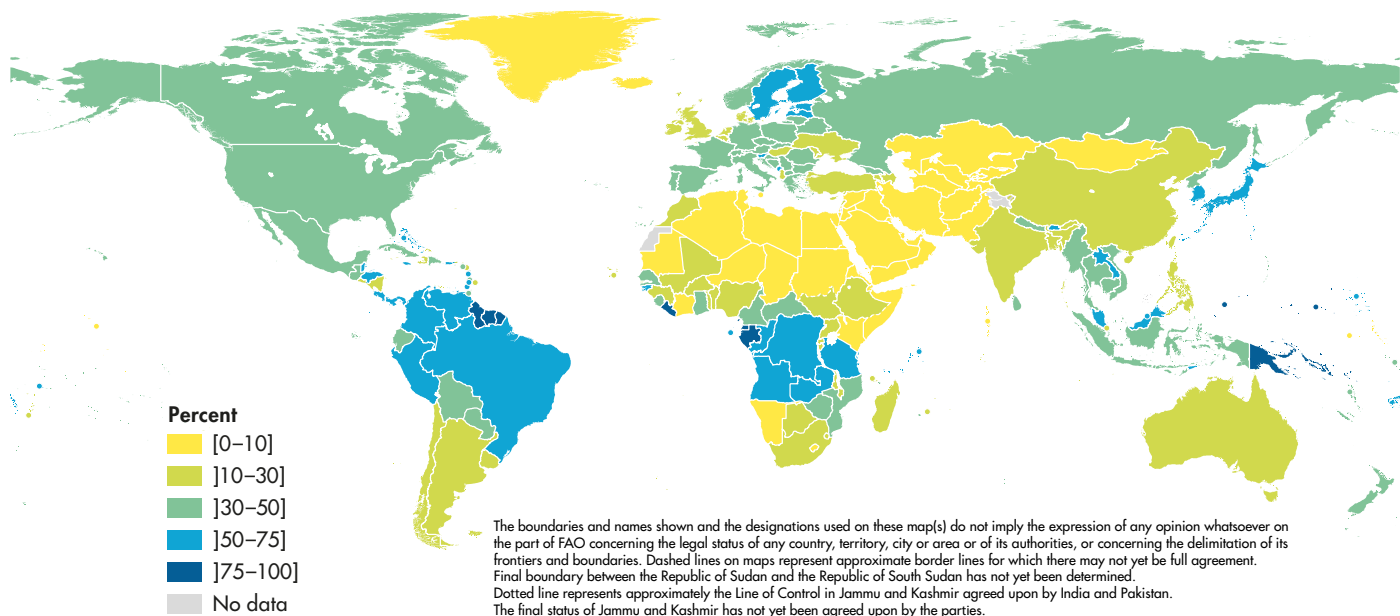 Percent
[0–10]
]10–30]
]30–50]
]50–75]
]75–100]
No data
The boundaries and names shown and the designations used on these map(s) do not imply the expression of any opinion whatsoever on
the part of FAO concerning the legal status of any country, territory, city or area or of its authorities, or concerning the delimitation of its
frontiers and boundaries. Dashed lines on maps represent approximate border lines for which there may not yet be full agreement.
Final boundary between the Republic of Sudan and the Republic of South Sudan has not yet been determined.
Dotted line represents approximately the Line of Control in Jammu and Kashmir agreed upon by India and Pakistan.
The final status of Jammu and Kashmir has not yet been agreed upon by the parties.